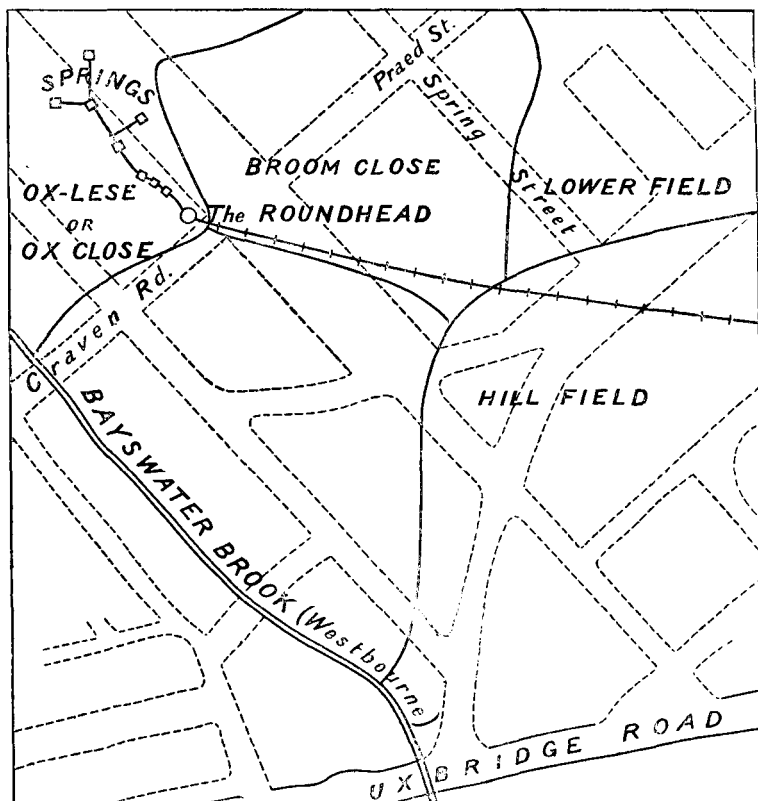 Praed St.
SPRINGS
Spring Street
BROOM CLOSE
LOWER FIELD
OX-LESE
OR
OX CLOSE
The ROUNDHEAD
Craven Rd.
HILL FIELD
BAYSWATER BROOK (Westbourne)
UXBRIDGE ROAD